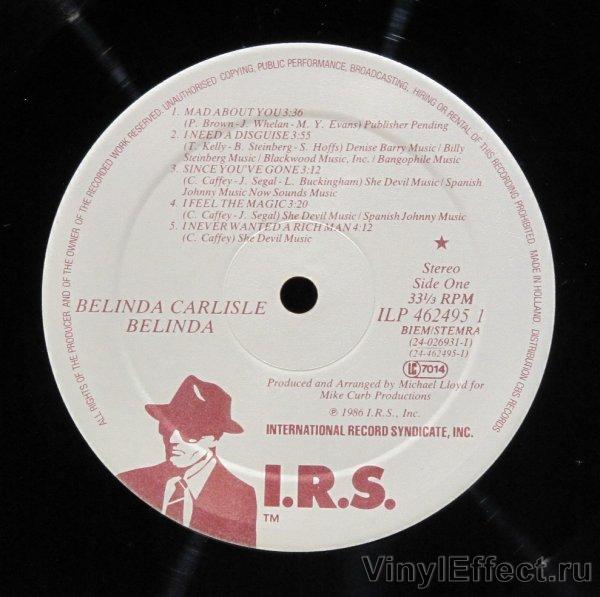 ALL RIGHTS OF THE PRODUCER AND OF THE OWNER OF THE RECORDED WORK RESERVED. UNAUTHORISED COPYING, PUBLIC PERFORMANCE, BROADCASTING, HIRING OR RENTAL OF THIS RECORDING PROHIBITED. MADE IN HOLLAND. DISTRIBUTION CBS RECORDS
1. MAD ABOUT YOU 3:36
(P. Brown - J. Whelan - M. Y. Evans) Publisher Pending
2. I NEED A DISGUISE 3:55
(T. Kelly - B. Steinberg - S. Hoffs) Denise Barry Music / Billy
Steinberg Music / Blackwood Music, Inc. / Bangophile Music
3. SINCE YOU'VE GONE 3:12
(C. Caffey - J. Segal - L. Buckingham) She Devil Music / Spanish
Johnny Music Now Sounds Music
4. I FEEL THE MAGIC 3:20
(C. Caffey - J. Segal) She Devil Music / Spanish Johnny Music
5. I NEVER WANTED A RICH MAN 4:12
(C. Caffey) She Devil Music
Stereo
Side One
33⅓ RPM
BELINDA CARLISLE
BELINDA
ILP 462495 1
BIEM/STEMRA
(24-026931-1)
(24-462495-1)
LC 7014
Produced and Arranged by Michael Lloyd for
Mike Curb Productions
℗ 1986 I.R.S., Inc.
INTERNATIONAL RECORD SYNDICATE, INC.
I.R.S.
TM
VinylEffect.ru